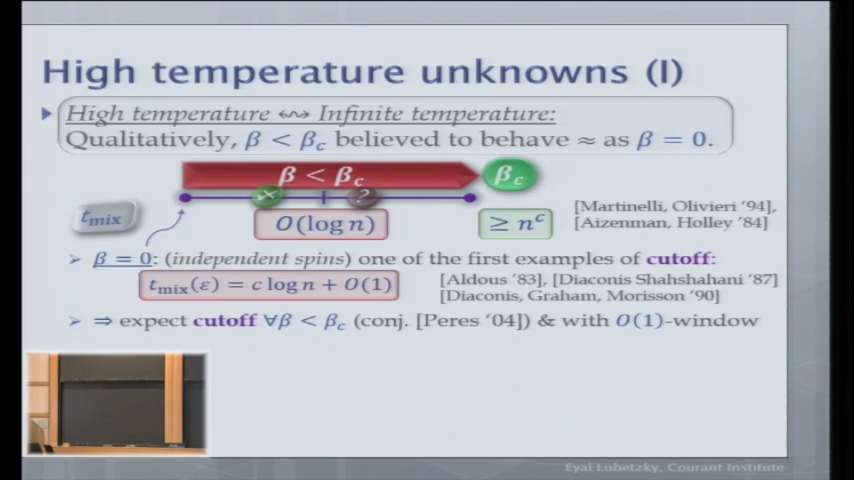 High temperature unknowns (I)
High temperature ↭ Infinite temperature:
Qualitatively, β < β_c believed to behave ≈ as β = 0.
β < β_c
β_c
?
t_mix
O(log n)
≥ n^c
[Martinelli, Olivieri '94],
[Aizenman, Holley '84]
β = 0: (independent spins) one of the first examples of cutoff:
t_mix(ε) = c log n + O(1)
[Aldous '83], [Diaconis Shahshahani '87]
[Diaconis, Graham, Morisson '90]
⇒ expect cutoff ∀β < β_c (conj. [Peres '04]) & with O(1)-window
Eyal Lubetzky, Courant Institute